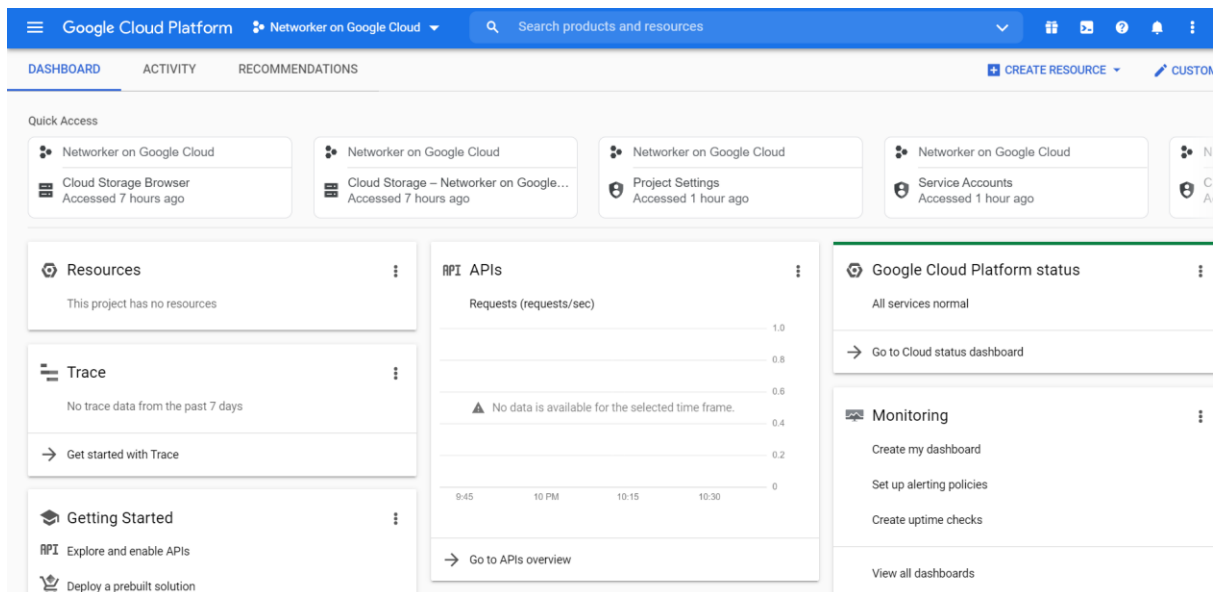 Google Cloud Platform
Networker on Google Cloud
Search products and resources
DASHBOARD
ACTIVITY
RECOMMENDATIONS
CREATE RESOURCE
CUSTOM
Quick Access
Networker on Google Cloud
Cloud Storage Browser
Accessed 7 hours ago
Networker on Google Cloud
Cloud Storage – Networker on Google...
Accessed 7 hours ago
Networker on Google Cloud
Project Settings
Accessed 1 hour ago
Networker on Google Cloud
Service Accounts
Accessed 1 hour ago
N
C
A
Resources
This project has no resources
Trace
No trace data from the past 7 days
Get started with Trace
Getting Started
API Explore and enable APIs
Deploy a prebuilt solution
API APIs
Requests (requests/sec)
1.0
0.8
0.6
No data is available for the selected time frame.
0.4
0.2
0
9:45 10 PM 10:15 10:30
Go to APIs overview
Google Cloud Platform status
All services normal
Go to Cloud status dashboard
Monitoring
Create my dashboard
Set up alerting policies
Create uptime checks
View all dashboards